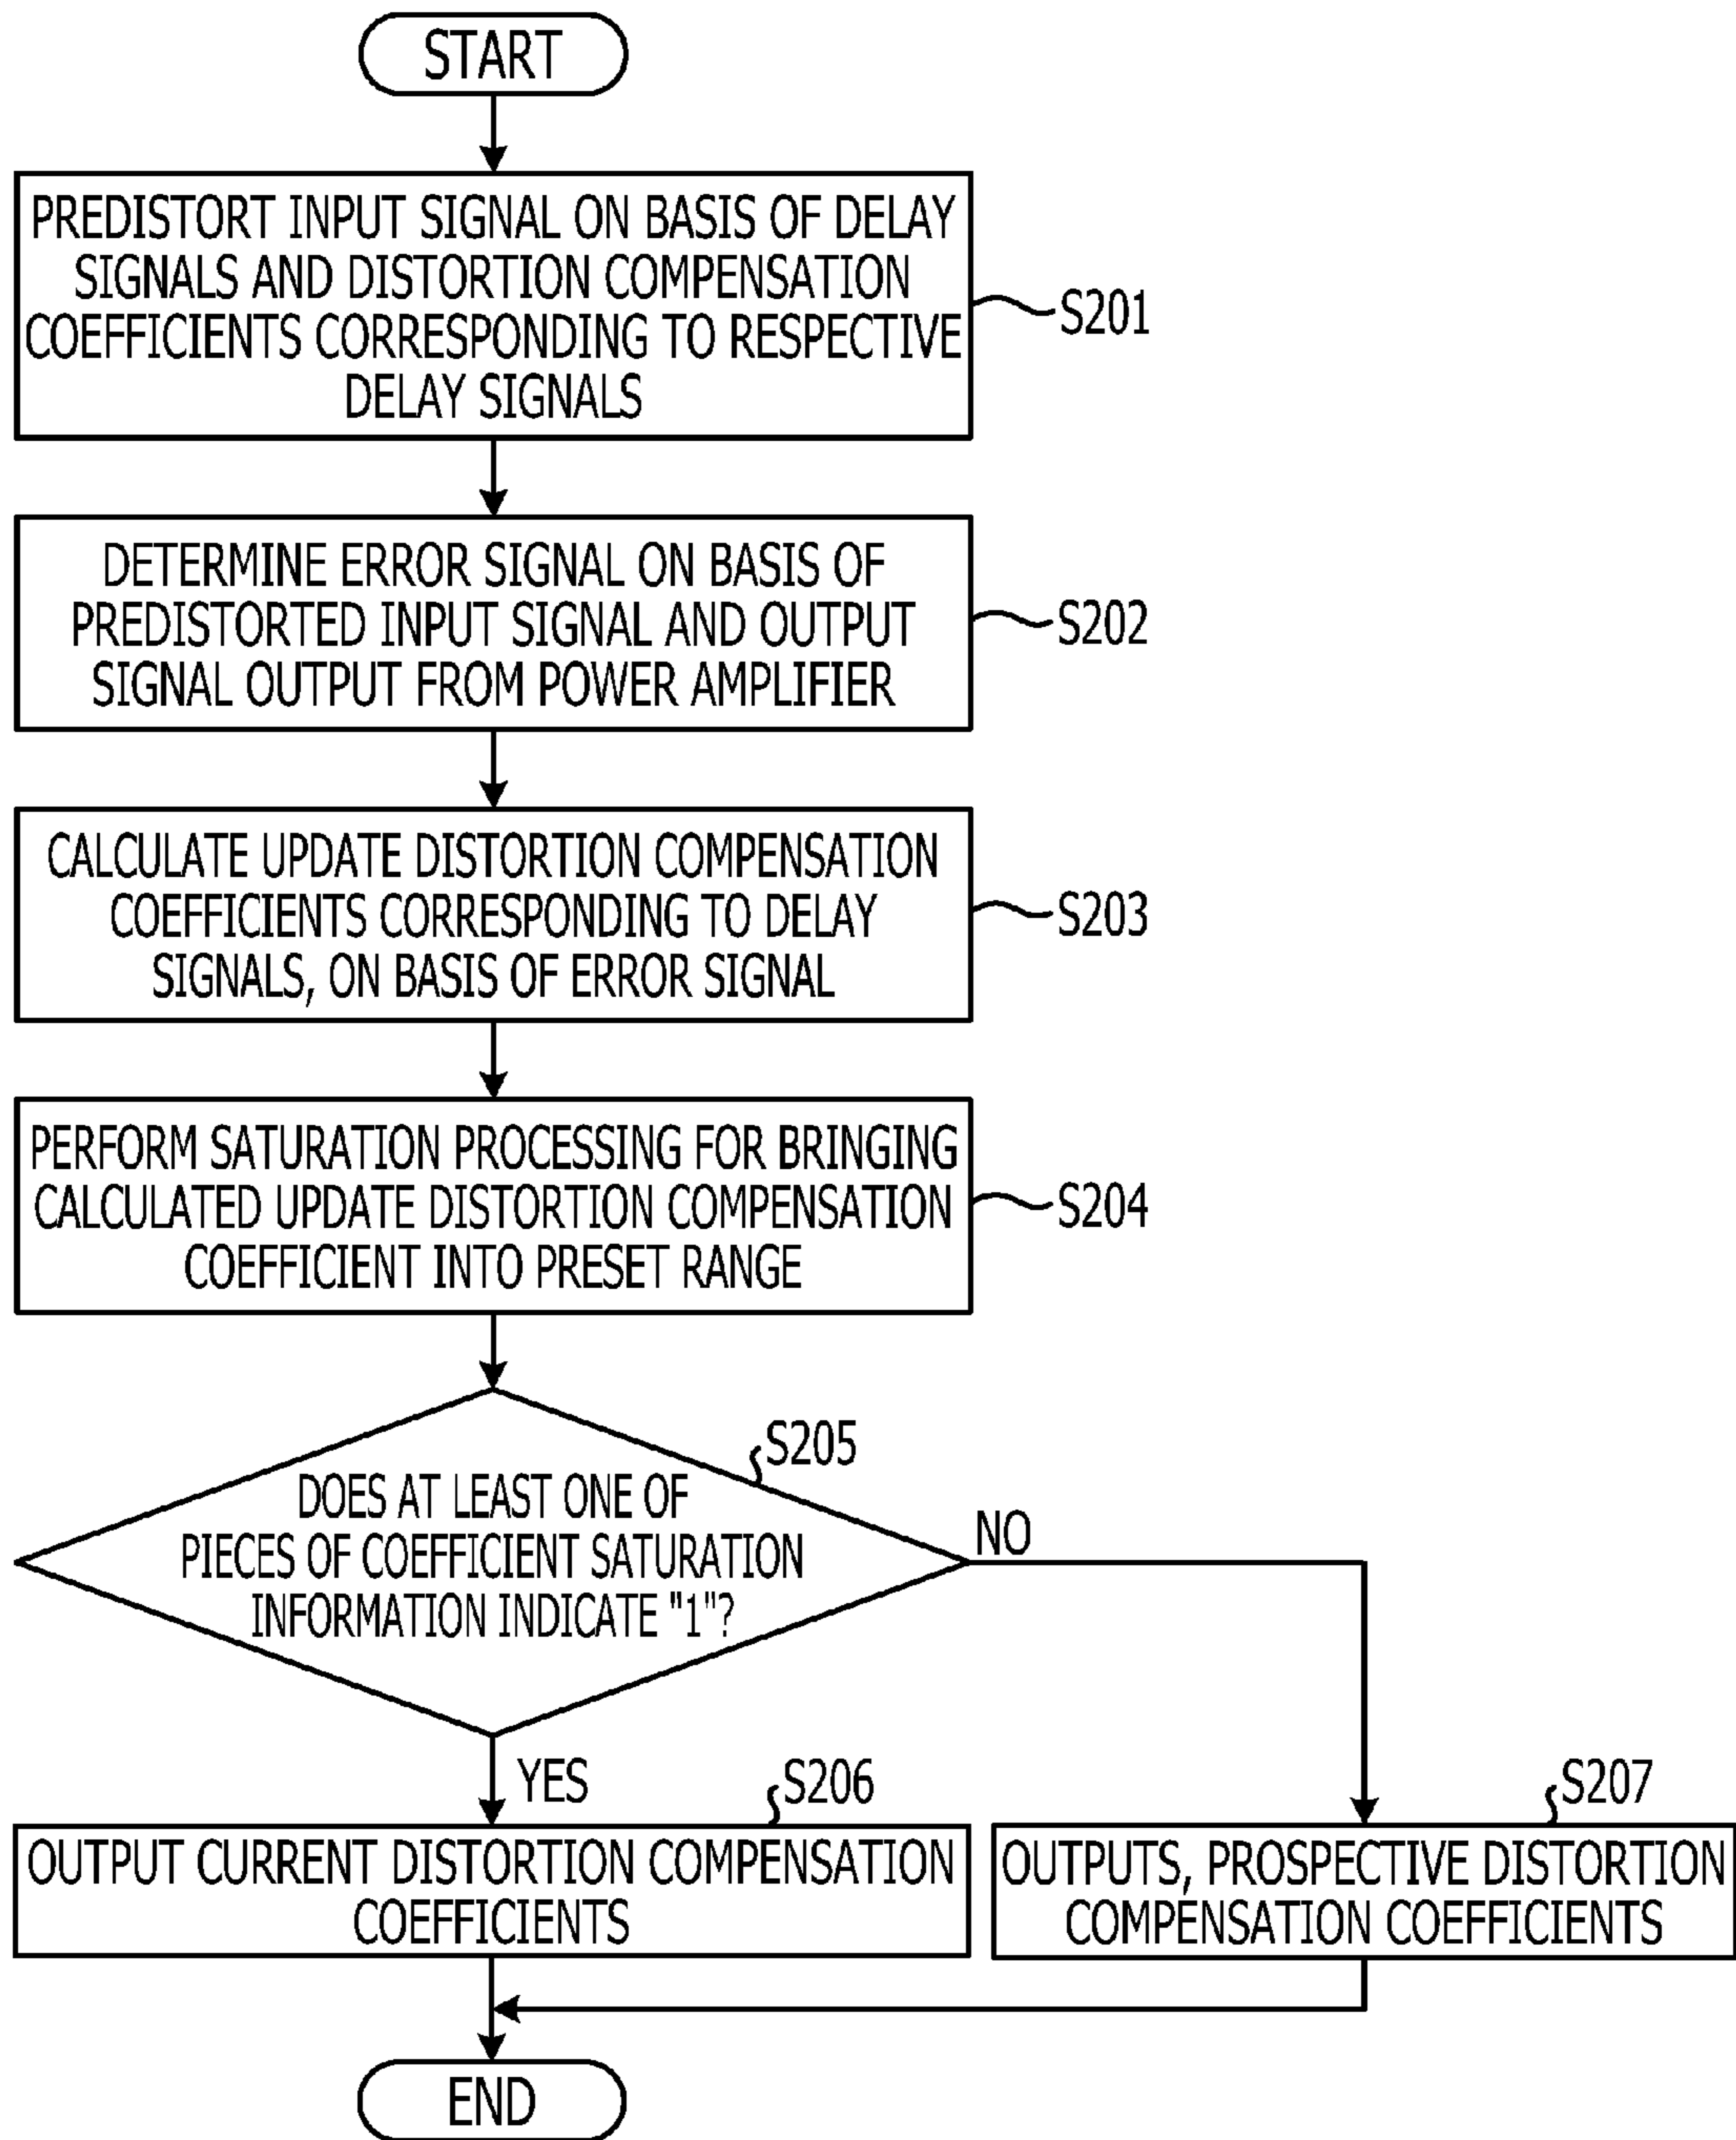 START
PREDISTORT INPUT SIGNAL ON BASIS OF DELAY
SIGNALS AND DISTORTION COMPENSATION
COEFFICIENTS CORRESPONDING TO RESPECTIVE
DELAY SIGNALS
S201
DETERMINE ERROR SIGNAL ON BASIS OF
PREDISTORTED INPUT SIGNAL AND OUTPUT
SIGNAL OUTPUT FROM POWER AMPLIFIER
S202
CALCULATE UPDATE DISTORTION COMPENSATION
COEFFICIENTS CORRESPONDING TO DELAY
SIGNALS, ON BASIS OF ERROR SIGNAL
S203
PERFORM SATURATION PROCESSING FOR BRINGING
CALCULATED UPDATE DISTORTION COMPENSATION
COEFFICIENT INTO PRESET RANGE
S204
S205
DOES AT LEAST ONE OF
PIECES OF COEFFICIENT SATURATION
INFORMATION INDICATE "1"?
NO
YES
S206
OUTPUT CURRENT DISTORTION COMPENSATION
COEFFICIENTS
S207
OUTPUTS, PROSPECTIVE DISTORTION
COMPENSATION COEFFICIENTS
END